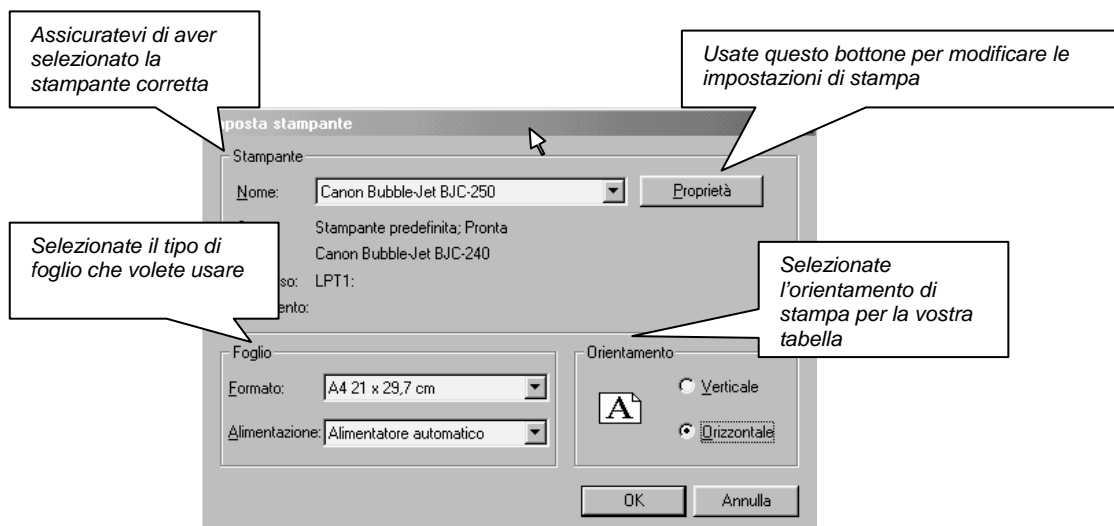 Assicuratevi di aver
selezionato la
stampante corretta
Usate questo bottone per modificare le
impostazioni di stampa
posta stampante
Stampante
Nome:
Canon Bubble-Jet BJC-250
Proprietà
Stampante predefinita; Pronta
Canon Bubble-Jet BJC-240
so: LPT1:
ento:
Selezionate il tipo di
foglio che volete usare
Selezionate
l'orientamento di
stampa per la vostra
tabella
Foglio
Formato:
A4 21 x 29,7 cm
Alimentazione:
Alimentatore automatico
Orientamento
A
Verticale
Orizzontale
OK
Annulla